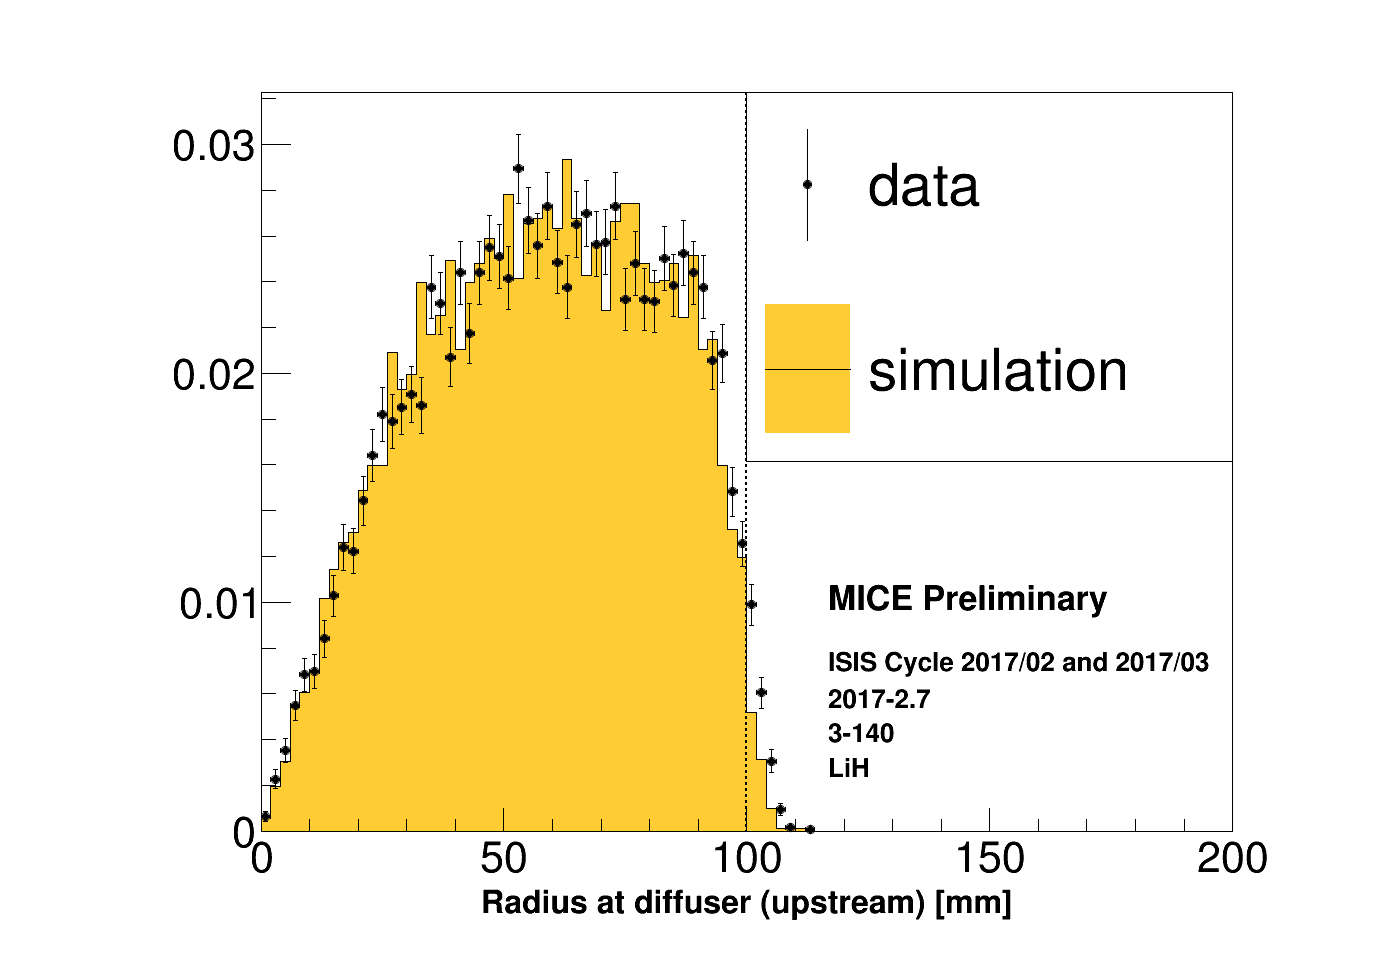 0.03
0.02
0.01
0
0
50
100
150
200
data
simulation
MICE Preliminary
ISIS Cycle 2017/02 and 2017/03
2017-2.7
3-140
LiH
Radius at diffuser (upstream) [mm]